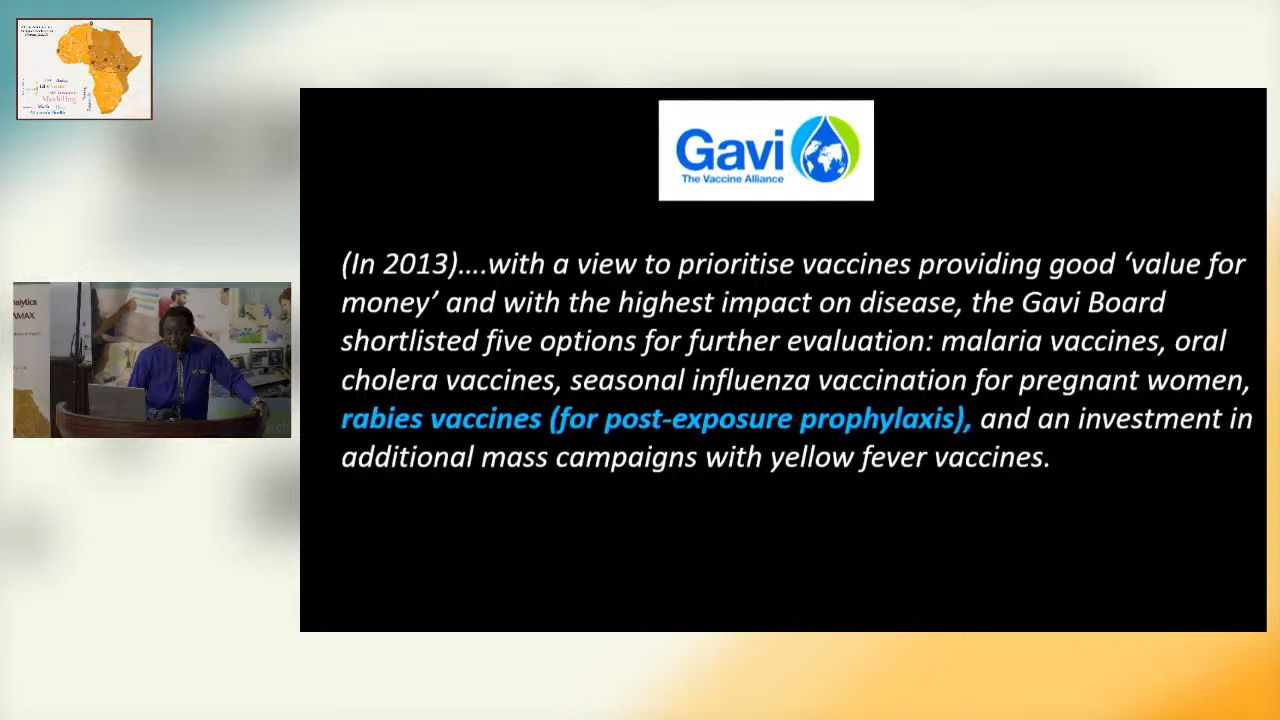 Modelling
Gavi
The Vaccine Alliance
(In 2013)….with a view to prioritise vaccines providing good ‘value for
money’ and with the highest impact on disease, the Gavi Board
shortlisted five options for further evaluation: malaria vaccines, oral
cholera vaccines, seasonal influenza vaccination for pregnant women,
rabies vaccines (for post-exposure prophylaxis), and an investment in
additional mass campaigns with yellow fever vaccines.
nalytics
AMAX